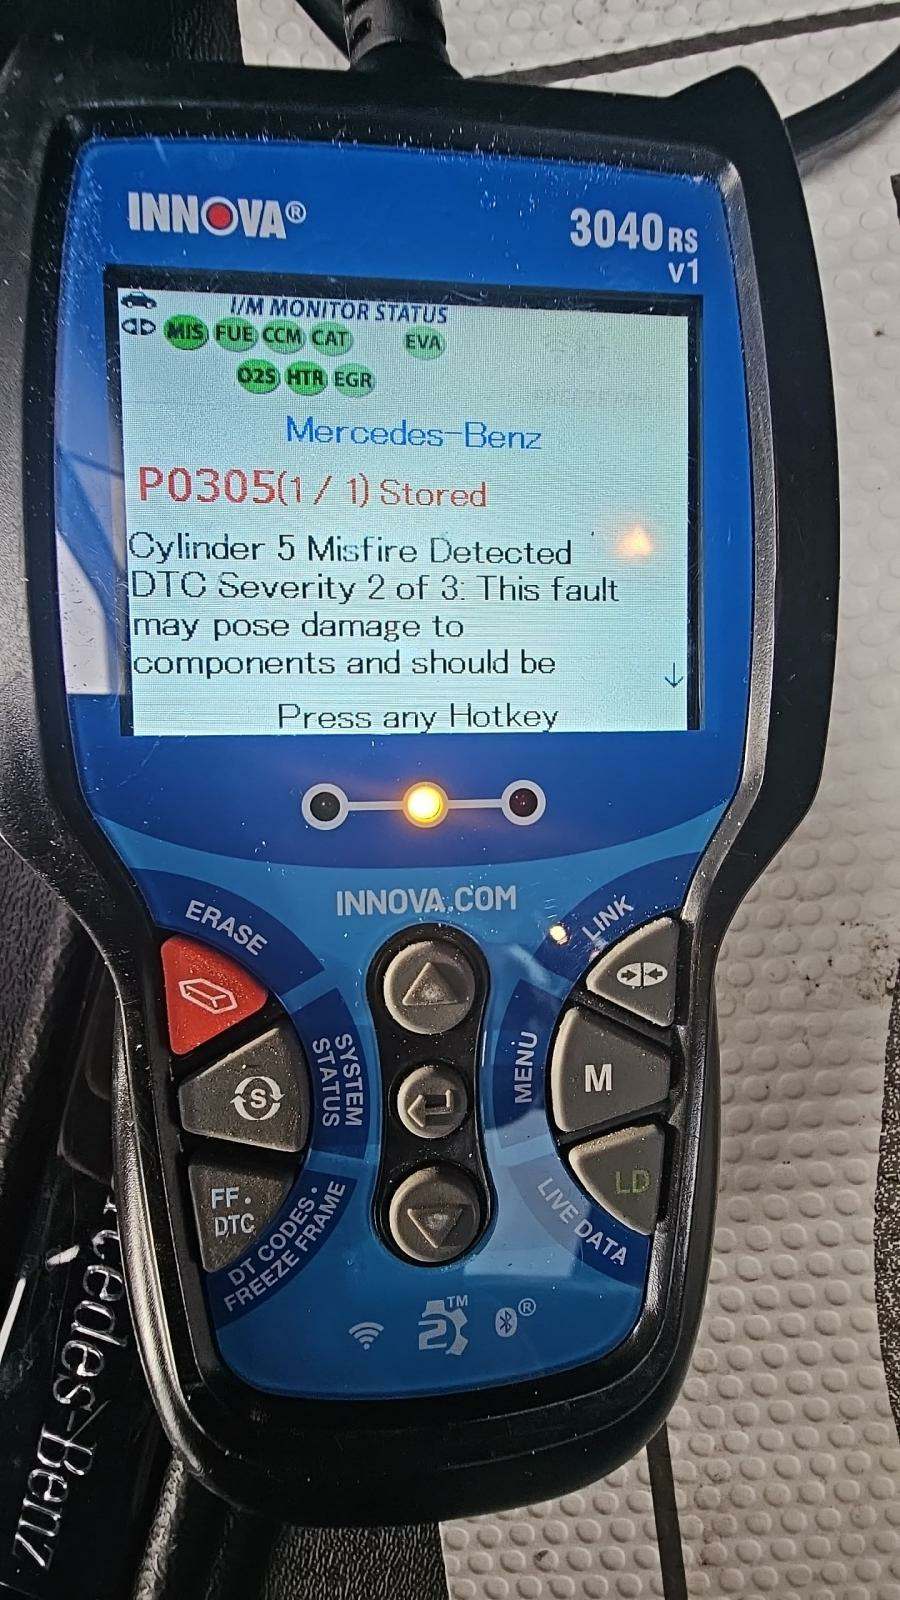 INNOVA®
3040RS
v1
I/M MONITOR STATUS
MIS FUE CCM CAT EVA
O2S HTR EGR
Mercedes-Benz
P0305(1 / 1) Stored
Cylinder 5 Misfire Detected
DTC Severity 2 of 3: This fault
may pose damage to
components and should be
Press any Hotkey
INNOVA.COM
ERASE
LINK
SYSTEM
STATUS
S
MENU
M
FF·
DTC
DT CODES·
FREEZE FRAME
LD
LIVE DATA
2
TM
®
Mercedes-Benz